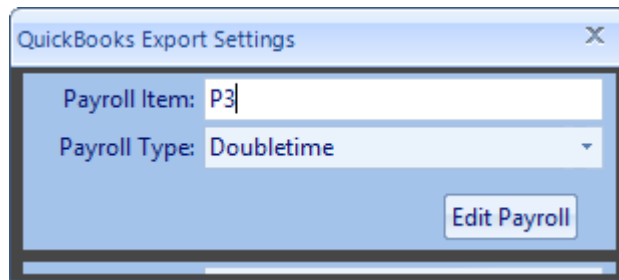 QuickBooks Export Settings
Payroll Item: P3
Payroll Type: Doubletime
Edit Payroll